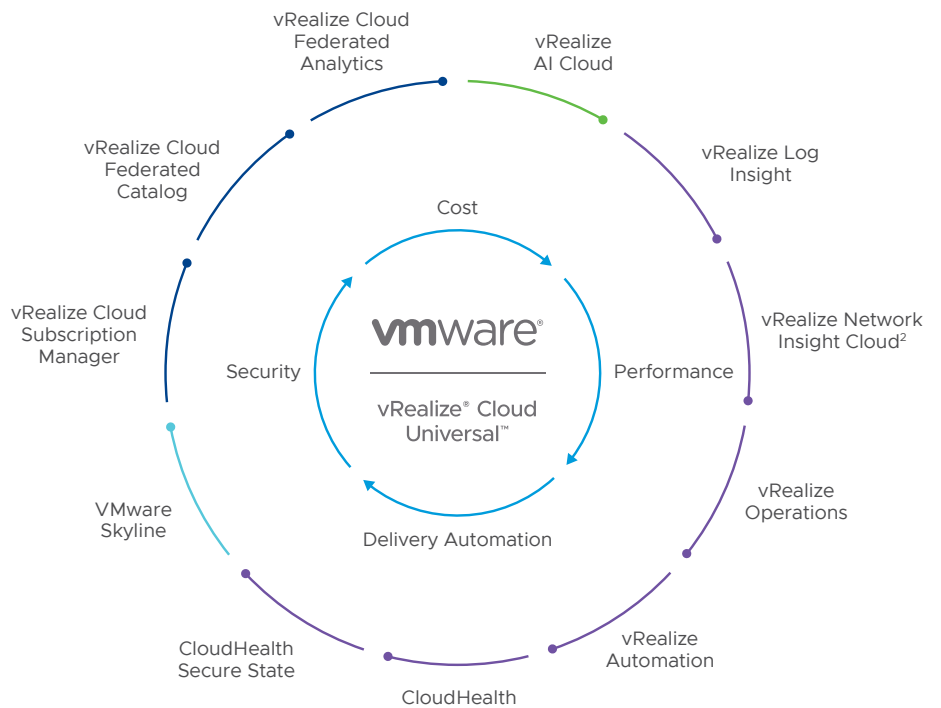 vRealize Cloud
Federated
Analytics
vRealize
AI Cloud
vRealize Log
Insight
vRealize Network
Insight Cloud²
vRealize
Operations
vRealize
Automation
CloudHealth
CloudHealth
Secure State
VMware
Skyline
vRealize Cloud
Subscription
Manager
vRealize Cloud
Federated
Catalog
Cost
Performance
Delivery Automation
Security
vmware®
vRealize® Cloud
Universal™